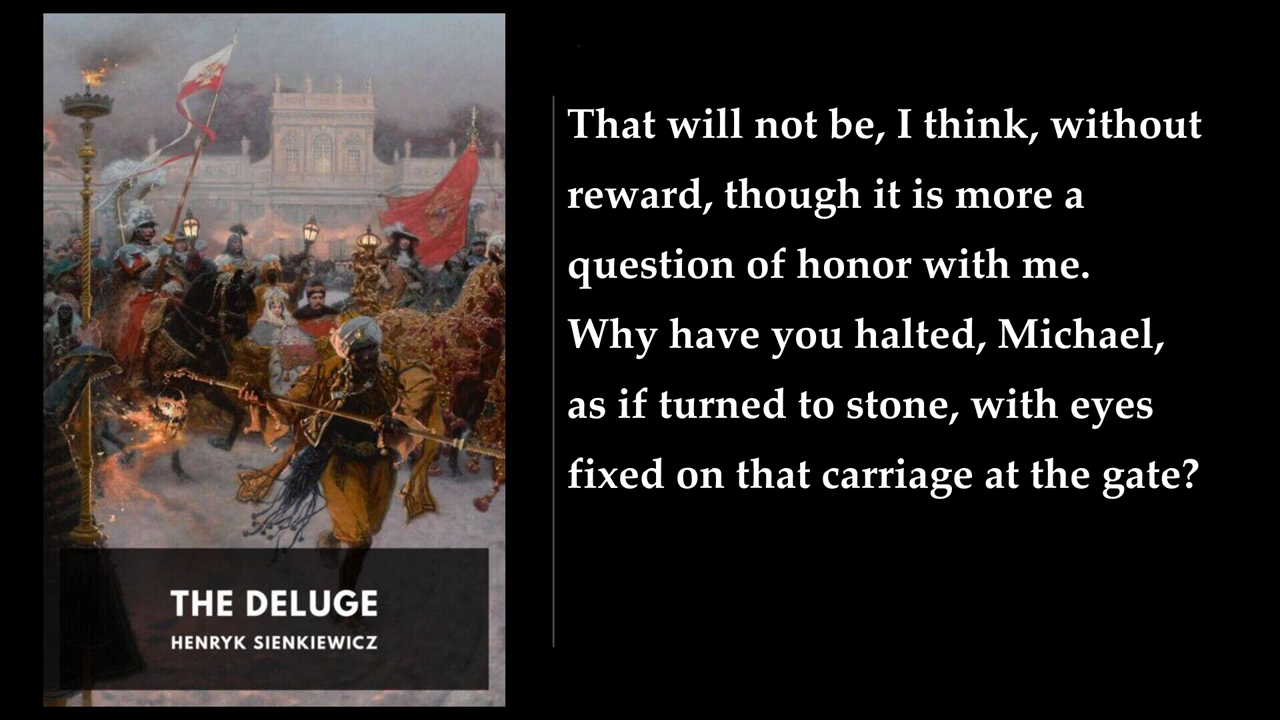 That will not be, I think, without
reward, though it is more a
question of honor with me.
Why have you halted, Michael,
as if turned to stone, with eyes
fixed on that carriage at the gate?
THE DELUGE
HENRYK SIENKIEWICZ